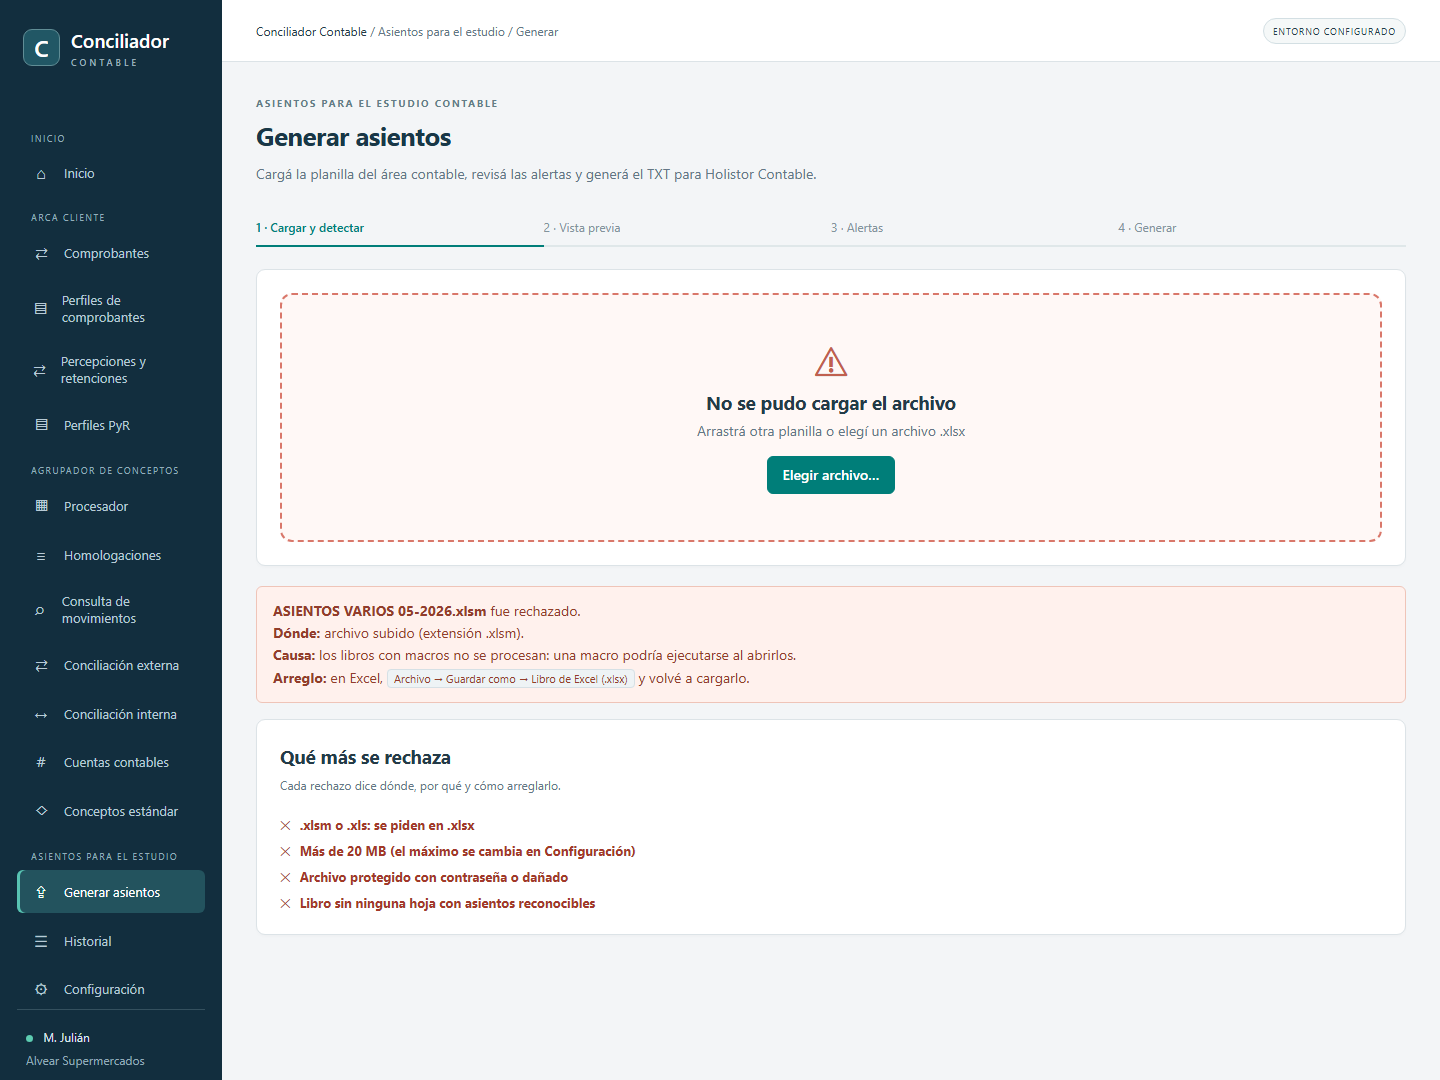 C
Conciliador
CONTABLE
INICIO
Inicio
ARCA CLIENTE
Comprobantes
Perfiles de
comprobantes
Percepciones y
retenciones
Perfiles PyR
AGRUPADOR DE CONCEPTOS
Procesador
Homologaciones
Consulta de
movimientos
Conciliación externa
Conciliación interna
# Cuentas contables
Conceptos estándar
ASIENTOS PARA EL ESTUDIO
Generar asientos
Historial
Configuración
M. Julián
Alvear Supermercados
Conciliador Contable / Asientos para el estudio / Generar
ENTORNO CONFIGURADO
ASIENTOS PARA EL ESTUDIO CONTABLE
Generar asientos
Cargá la planilla del área contable, revisá las alertas y generá el TXT para Holistor Contable.
1 · Cargar y detectar
2 · Vista previa
3 · Alertas
4 · Generar
No se pudo cargar el archivo
Arrastrá otra planilla o elegí un archivo .xlsx
Elegir archivo...
ASIENTOS VARIOS 05-2026.xlsm fue rechazado.
Dónde: archivo subido (extensión .xlsm).
Causa: los libros con macros no se procesan: una macro podría ejecutarse al abrirlos.
Arreglo: en Excel, Archivo → Guardar como → Libro de Excel (.xlsx) y volvé a cargarlo.
Qué más se rechaza
Cada rechazo dice dónde, por qué y cómo arreglarlo.
.xlsm o .xls: se piden en .xlsx
Más de 20 MB (el máximo se cambia en Configuración)
Archivo protegido con contraseña o dañado
Libro sin ninguna hoja con asientos reconocibles